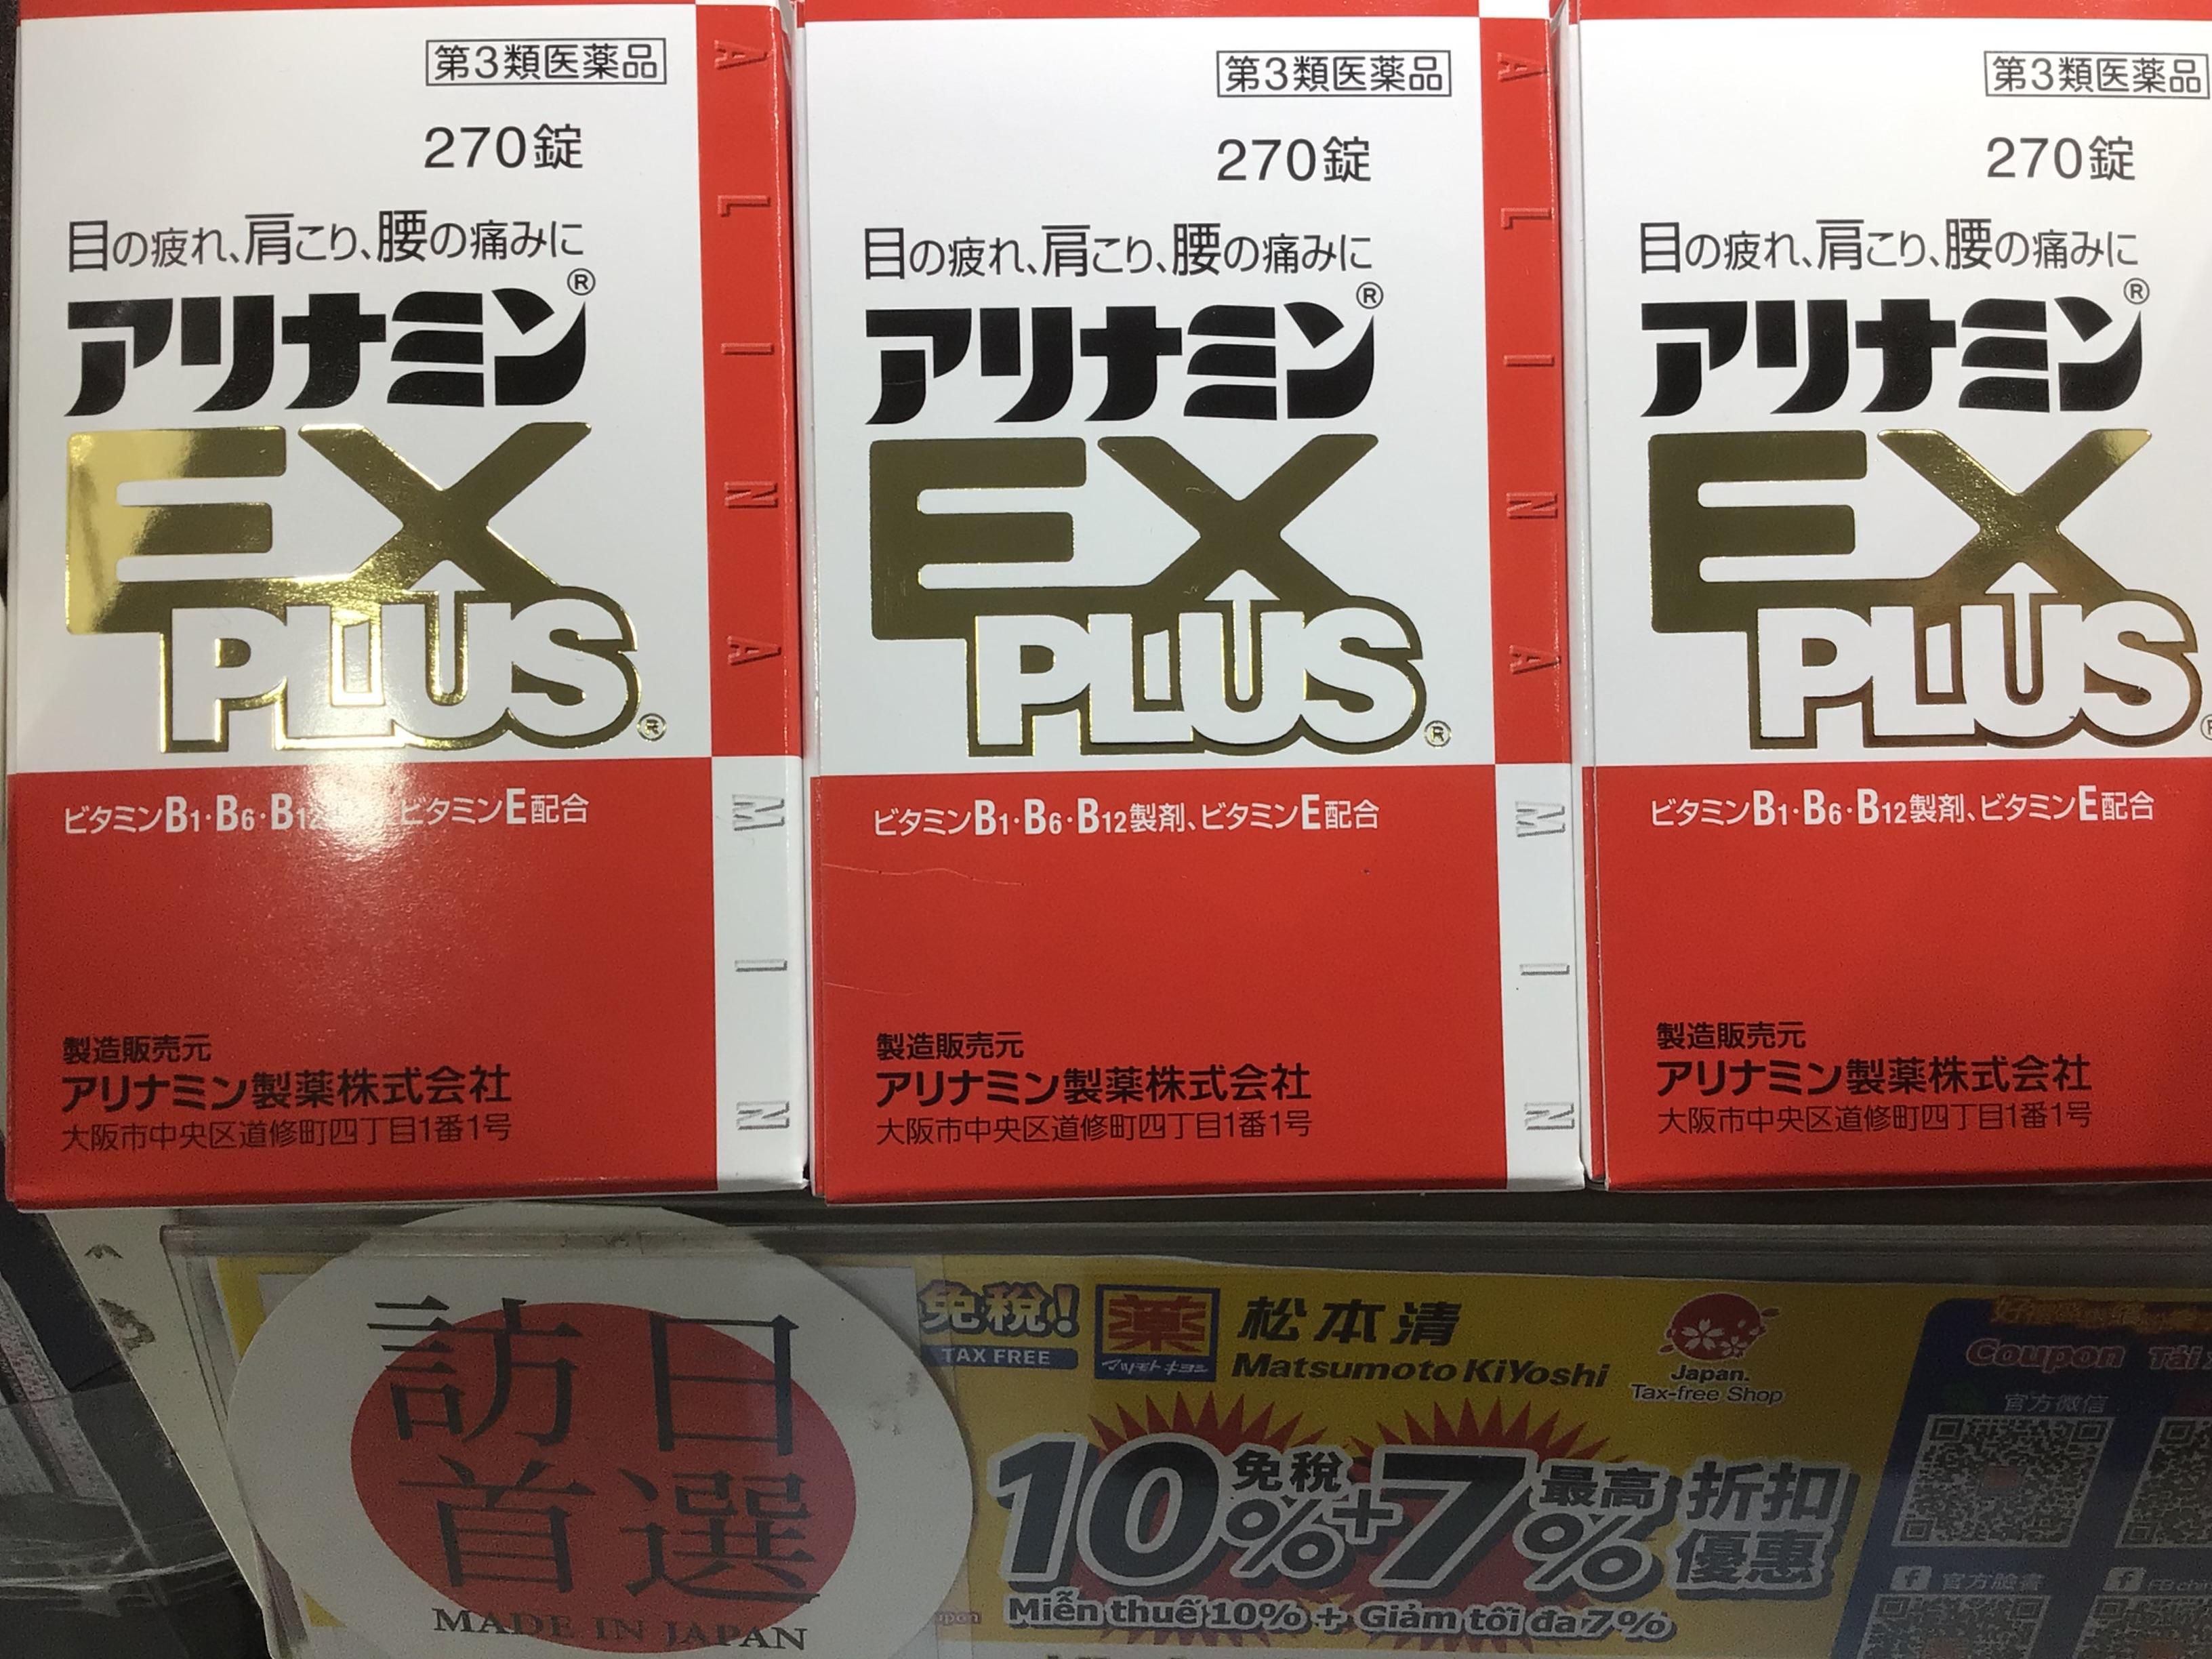 第3類医薬品
270錠
目の疲れ、肩こり、腰の痛みに
アリナミン®
EX
PLUS®
ビタミンB1・B6・B12
ビタミンE配合
製造販売元
アリナミン製薬株式会社
大阪市中央区道修町四丁目1番1号
ALINAMIN
第3類医薬品
270錠
目の疲れ、肩こり、腰の痛みに
アリナミン®
EX
PLUS®
ビタミンB1・B6・B12製剤、ビタミンE配合
製造販売元
アリナミン製薬株式会社
大阪市中央区道修町四丁目1番1号
ALINAMIN
第3類医薬品
270錠
目の疲れ、肩こり、腰の痛みに
アリナミン®
EX
PLUS®
ビタミンB1・B6・B12製剤、ビタミンE配合
製造販売元
アリナミン製薬株式会社
大阪市中央区道修町四丁目1番1号
訪日
首選
MADE IN JAPAN
免税!
TAX FREE
薬
マツモトキヨシ
松本清
Matsumoto KiYoshi
Japan.
Tax-free Shop
10%免税+7%最高折扣優惠
Miễn thuế 10% + Giảm tối đa 7%
Coupon
官方微信
官方臉書